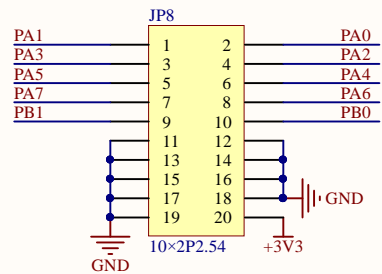 JP8
PA1 1 2 PA0
PA3 3 4 PA2
PA5 5 6 PA4
PA7 7 8 PA6
PB1 9 10 PB0
11 12
13 14
15 16
17 18 GND
19 20
10×2P2.54 +3V3
GND